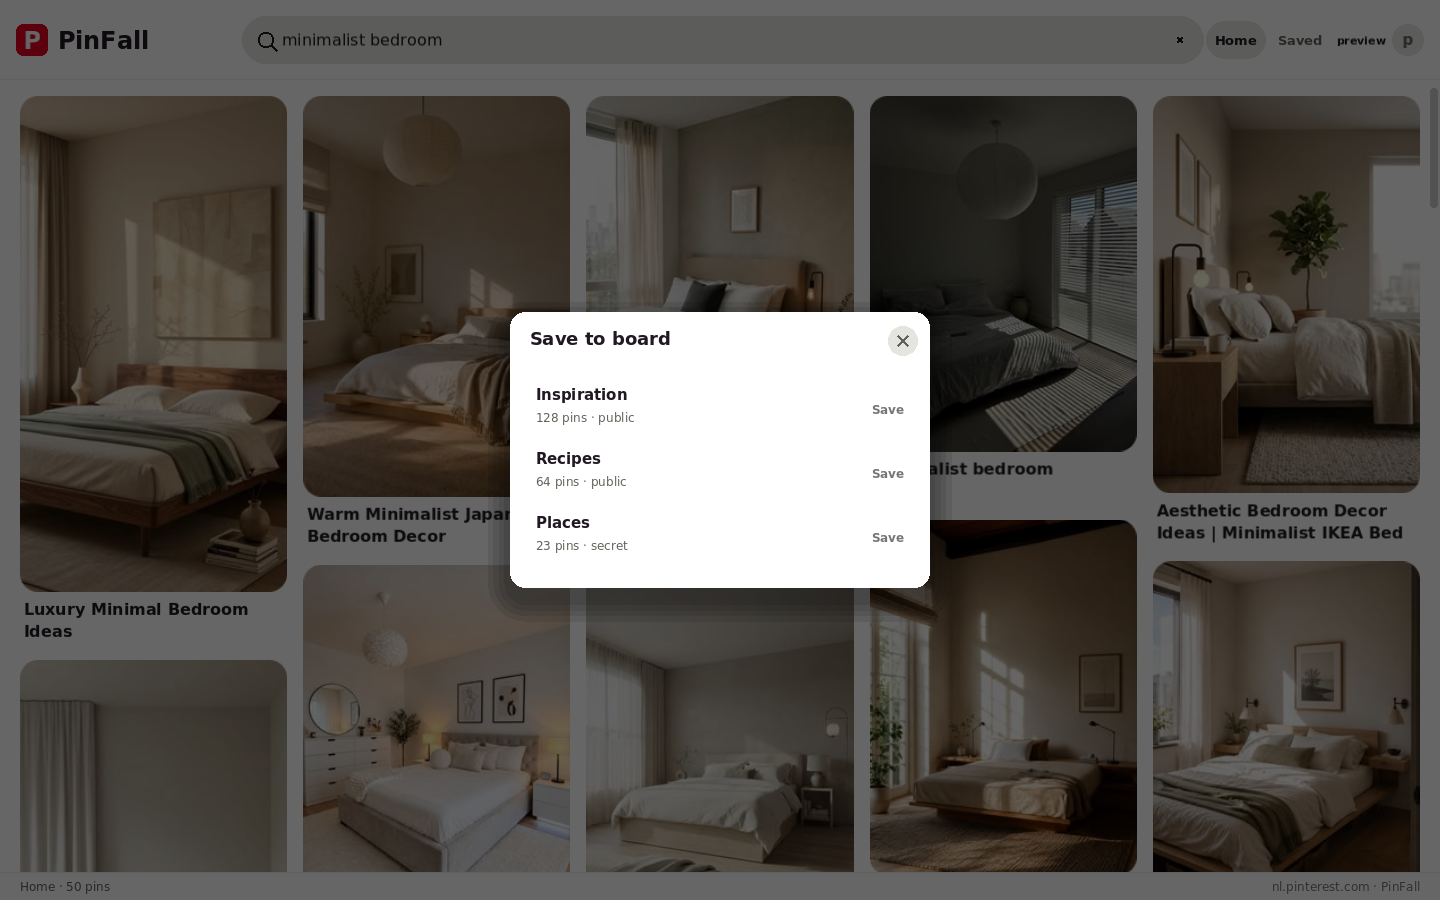 P PinFall
minimalist bedroom
Home
Saved
preview
p
Save to board
Inspiration
128 pins · public
Save
Recipes
64 pins · public
Save
Places
23 pins · secret
Save
Luxury Minimal Bedroom
Ideas
Warm Minimalist Japan
Bedroom Decor
alist bedroom
Aesthetic Bedroom Decor
Ideas | Minimalist IKEA Bed
Home · 50 pins
nl.pinterest.com · PinFall